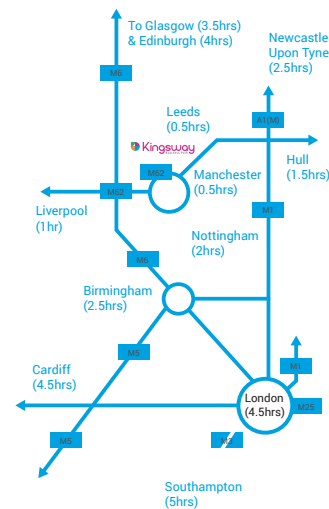 To Glasgow (3.5hrs)
& Edinburgh (4hrs)
Newcastle
Upon Tyne
(2.5hrs)
M6
Leeds
(0.5hrs)
A1(M)
Kingsway
Hull
(1.5hrs)
M62
Manchester
(0.5hrs)
M62
Liverpool
(1hr)
M1
Nottingham
(2hrs)
M6
Birmingham
(2.5hrs)
M5
M1
Cardiff
(4.5hrs)
London
(4.5hrs)
M25
M5
M3
Southampton
(5hrs)